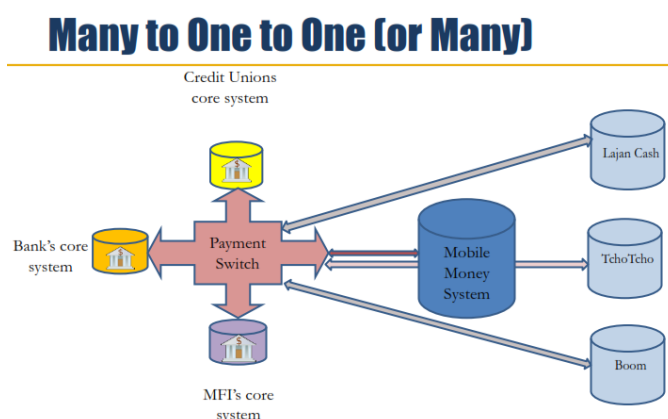 Many to One to One (or Many)
Credit Unions
core system
Lajan Cash
Bank's core
system
Payment
Switch
Mobile
Money
System
TchoTcho
Boom
MFI's core
system